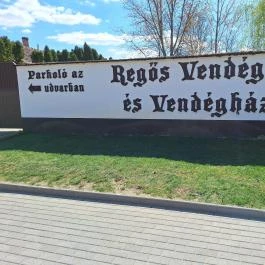 Parkoló az
udvarban
Regős Vendég
és Vendégház